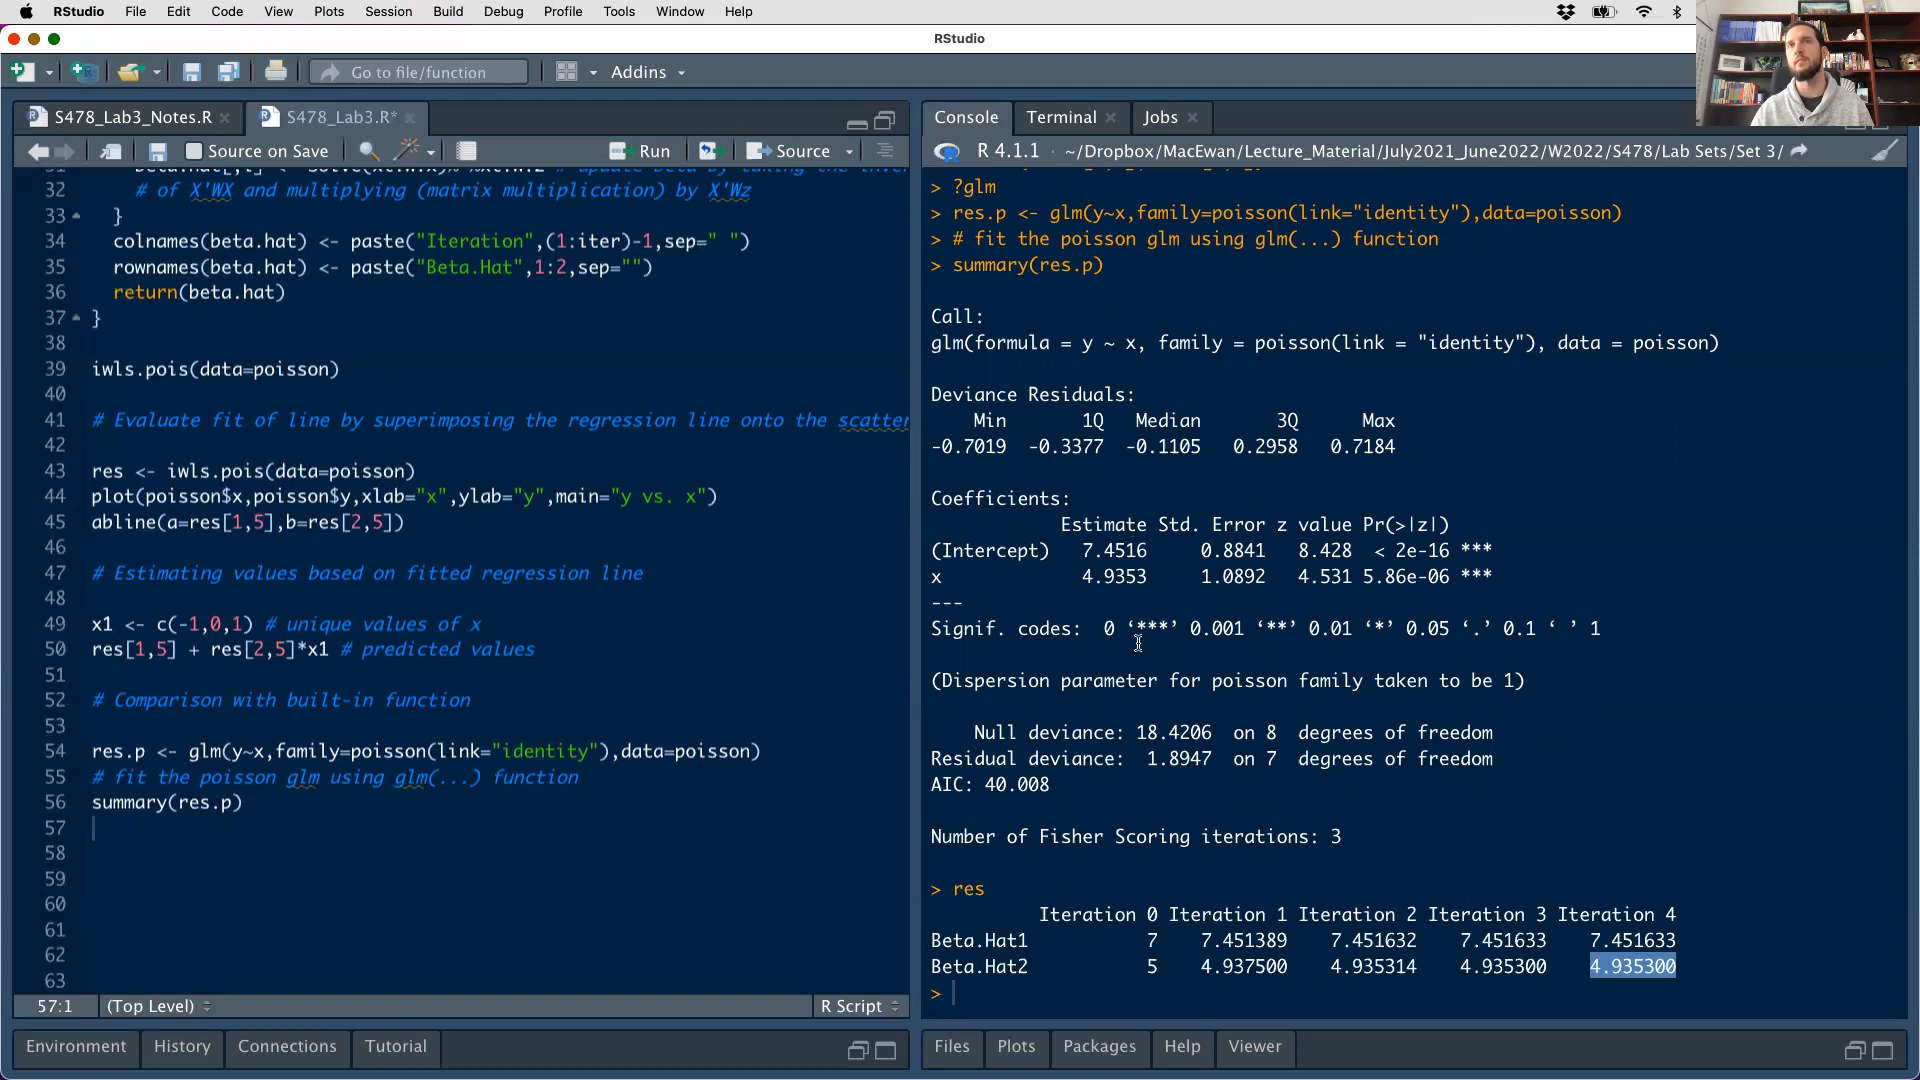 RStudio File Edit Code View Plots Session Build Debug Profile Tools Window Help
RStudio
Go to file/function Addins
S478_Lab3_Notes.R S478_Lab3.R*
Source on Save Run Source
32 # of X'WX and multiplying (matrix multiplication) by X'Wz
33 }
34 colnames(beta.hat) <- paste("Iteration",(1:iter)-1,sep=" ")
35 rownames(beta.hat) <- paste("Beta.Hat",1:2,sep="")
36 return(beta.hat)
37 }
38
39 iwls.pois(data=poisson)
40
41 # Evaluate fit of line by superimposing the regression line onto the scatter
42
43 res <- iwls.pois(data=poisson)
44 plot(poisson$x,poisson$y,xlab="x",ylab="y",main="y vs. x")
45 abline(a=res[1,5],b=res[2,5])
46
47 # Estimating values based on fitted regression line
48
49 x1 <- c(-1,0,1) # unique values of x
50 res[1,5] + res[2,5]*x1 # predicted values
51
52 # Comparison with built-in function
53
54 res.p <- glm(y~x,family=poisson(link="identity"),data=poisson)
55 # fit the poisson glm using glm(...) function
56 summary(res.p)
57
58
59
60
61
62
63
57:1 (Top Level) R Script
Environment History Connections Tutorial
Console Terminal Jobs
R 4.1.1 · ~/Dropbox/MacEwan/Lecture_Material/July2021_June2022/W2022/S478/Lab Sets/Set 3/
> ?glm
> res.p <- glm(y~x,family=poisson(link="identity"),data=poisson)
> # fit the poisson glm using glm(...) function
> summary(res.p)
Call:
glm(formula = y ~ x, family = poisson(link = "identity"), data = poisson)
Deviance Residuals:
Min 1Q Median 3Q Max
-0.7019 -0.3377 -0.1105 0.2958 0.7184
Coefficients:
Estimate Std. Error z value Pr(>|z|)
(Intercept) 7.4516 0.8841 8.428 < 2e-16 ***
x 4.9353 1.0892 4.531 5.86e-06 ***
---
Signif. codes: 0 ‘***’ 0.001 ‘**’ 0.01 ‘*’ 0.05 ‘.’ 0.1 ‘ ’ 1
(Dispersion parameter for poisson family taken to be 1)
Null deviance: 18.4206 on 8 degrees of freedom
Residual deviance: 1.8947 on 7 degrees of freedom
AIC: 40.008
Number of Fisher Scoring iterations: 3
> res
Iteration 0 Iteration 1 Iteration 2 Iteration 3 Iteration 4
Beta.Hat1 7 7.451389 7.451632 7.451633 7.451633
Beta.Hat2 5 4.937500 4.935314 4.935300 4.935300
>
Files Plots Packages Help Viewer